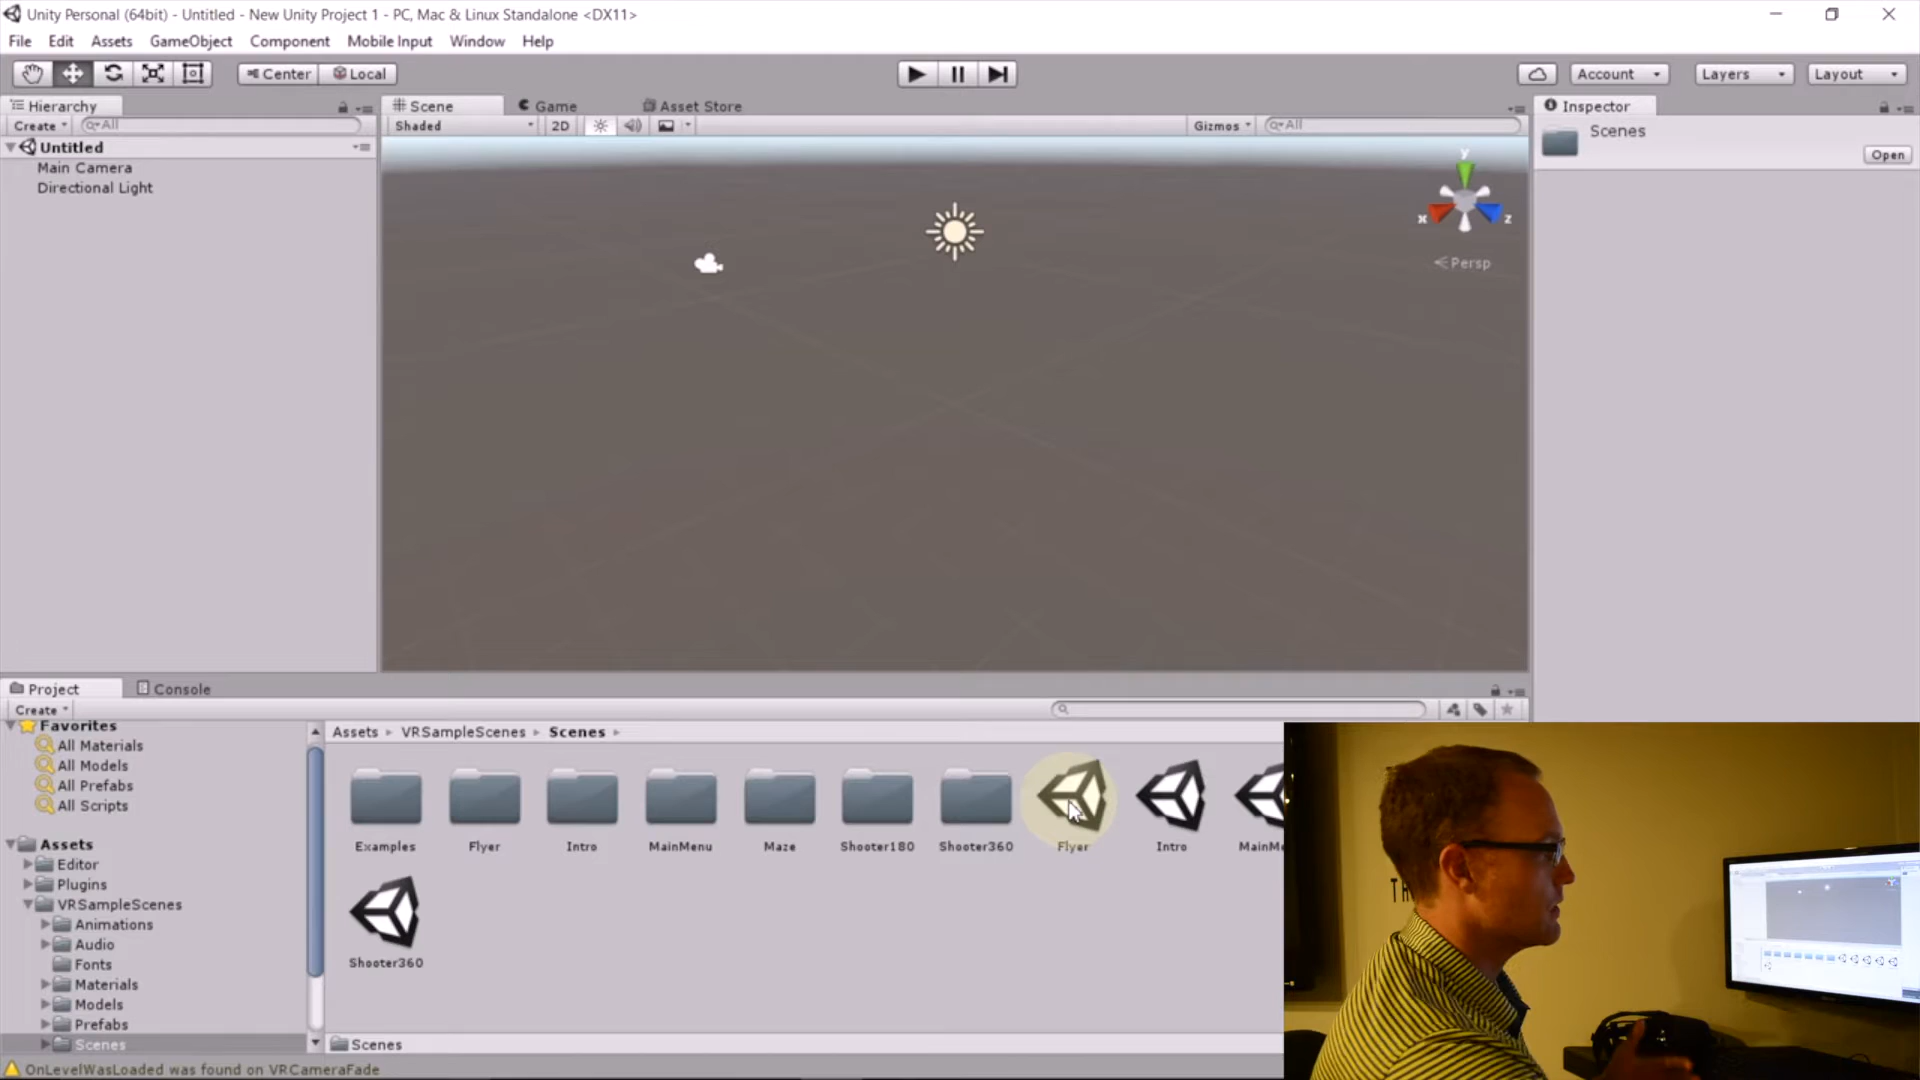 Unity Personal (64bit) - Untitled - New Unity Project 1 - PC, Mac & Linux Standalone <DX11>
File Edit Assets GameObject Component Mobile Input Window Help
Center Local Account Layers Layout
Hierarchy Scene Game Asset Store Inspector
Create All Shaded 2D Gizmos All Scenes
Open
Untitled
Main Camera
Directional Light
y
x z
Persp
Project Console
Create
Favorites
All Materials
All Models
All Prefabs
All Scripts
Assets
Editor
Plugins
VRSampleScenes
Animations
Audio
Fonts
Materials
Models
Prefabs
Scenes
Assets VRSampleScenes Scenes
Examples Flyer Intro MainMenu Maze Shooter180 Shooter360 Flyer Intro MainMe
Shooter360
Scenes
OnLevelWasLoaded was found on VRCameraFade